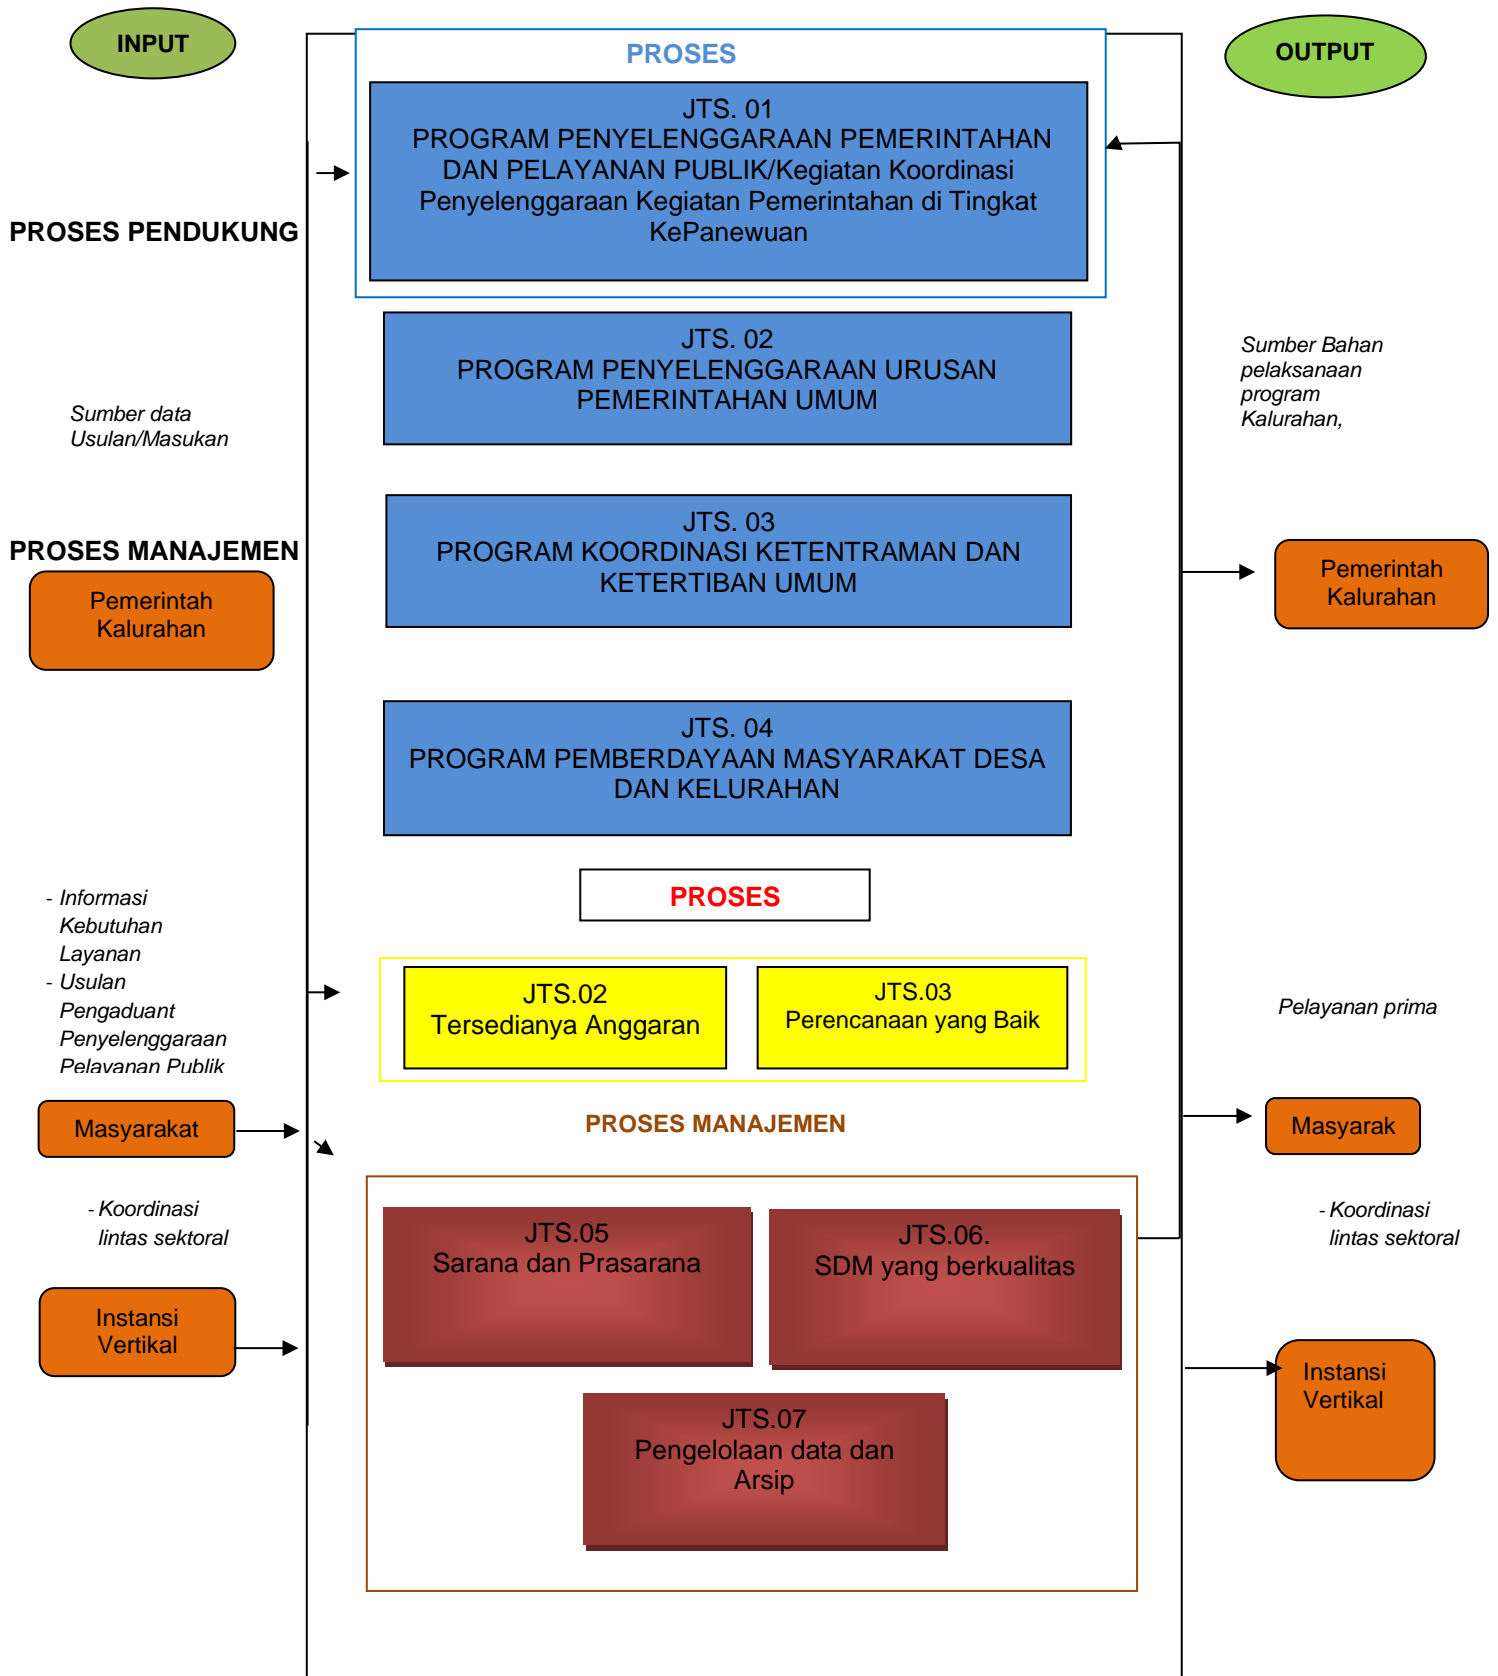 INPUT
PROSES
OUTPUT
JTS. 01
PROGRAM PENYELENGGARAAN PEMERINTAHAN
DAN PELAYANAN PUBLIK/Kegiatan Koordinasi
Penyelenggaraan Kegiatan Pemerintahan di Tingkat
KePanewuan
PROSES PENDUKUNG
JTS. 02
PROGRAM PENYELENGGARAAN URUSAN
PEMERINTAHAN UMUM
Sumber Bahan
pelaksanaan
program
Kalurahan,
Sumber data
Usulan/Masukan
JTS. 03
PROGRAM KOORDINASI KETENTRAMAN DAN
KETERTIBAN UMUM
PROSES MANAJEMEN
Pemerintah
Kalurahan
Pemerintah
Kalurahan
JTS. 04
PROGRAM PEMBERDAYAAN MASYARAKAT DESA
DAN KELURAHAN
PROSES
- Informasi
Kebutuhan
Layanan
- Usulan
Pengaduant
Penyelenggaraan
Pelayanan Publik
JTS.02
Tersedianya Anggaran
JTS.03
Perencanaan yang Baik
Pelayanan prima
Masyarakat
PROSES MANAJEMEN
Masyarak
- Koordinasi
lintas sektoral
JTS.05
Sarana dan Prasarana
JTS.06.
SDM yang berkualitas
- Koordinasi
lintas sektoral
Instansi
Vertikal
Instansi
Vertikal
JTS.07
Pengelolaan data dan
Arsip